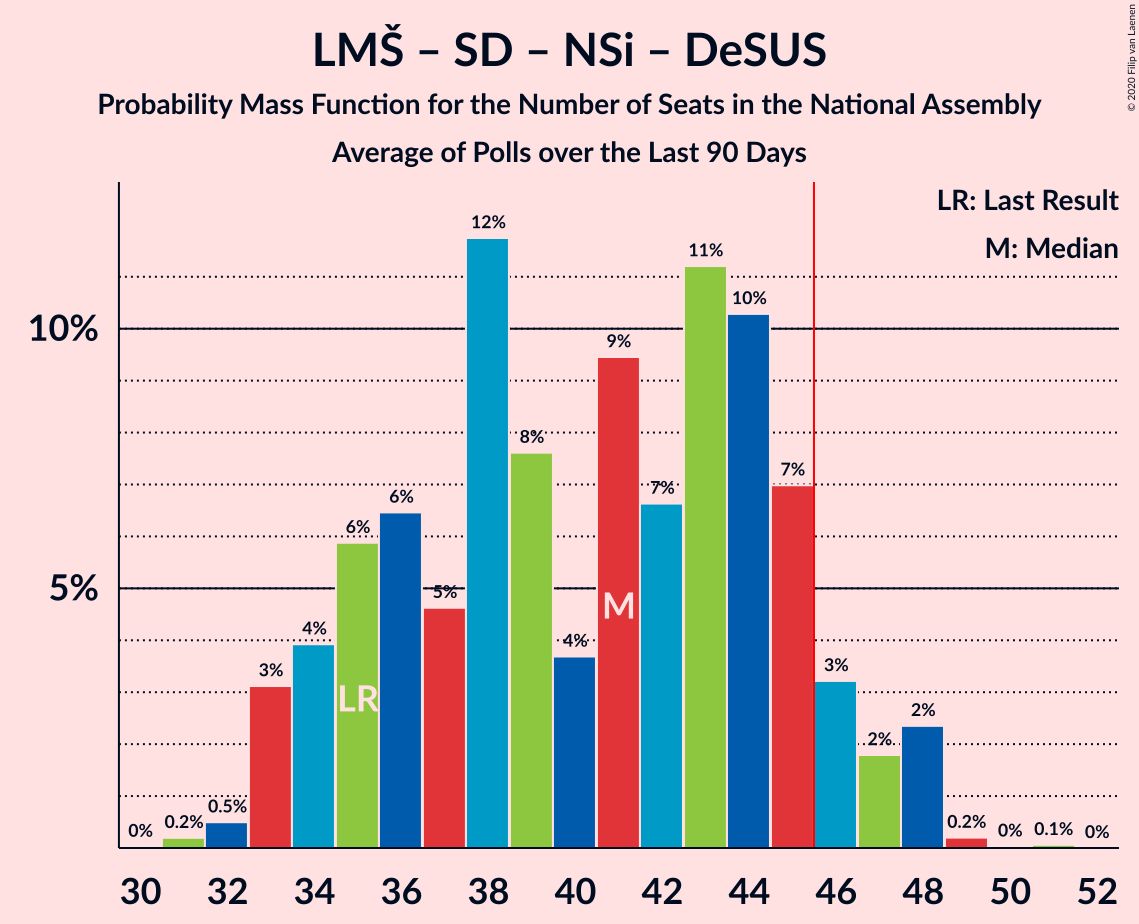 LMŠ – SD – NSi – DeSUS
Probability Mass Function for the Number of Seats in the National Assembly
Average of Polls over the Last 90 Days
© 2020 Filip van Laenen
LR: Last Result
M: Median
10%
5%
0%
0.2%
0.5%
3%
4%
6%
6%
5%
12%
8%
4%
9%
7%
11%
10%
7%
3%
2%
2%
0.2%
0%
0.1%
0%
LR
M
30 32 34 36 38 40 42 44 46 48 50 52